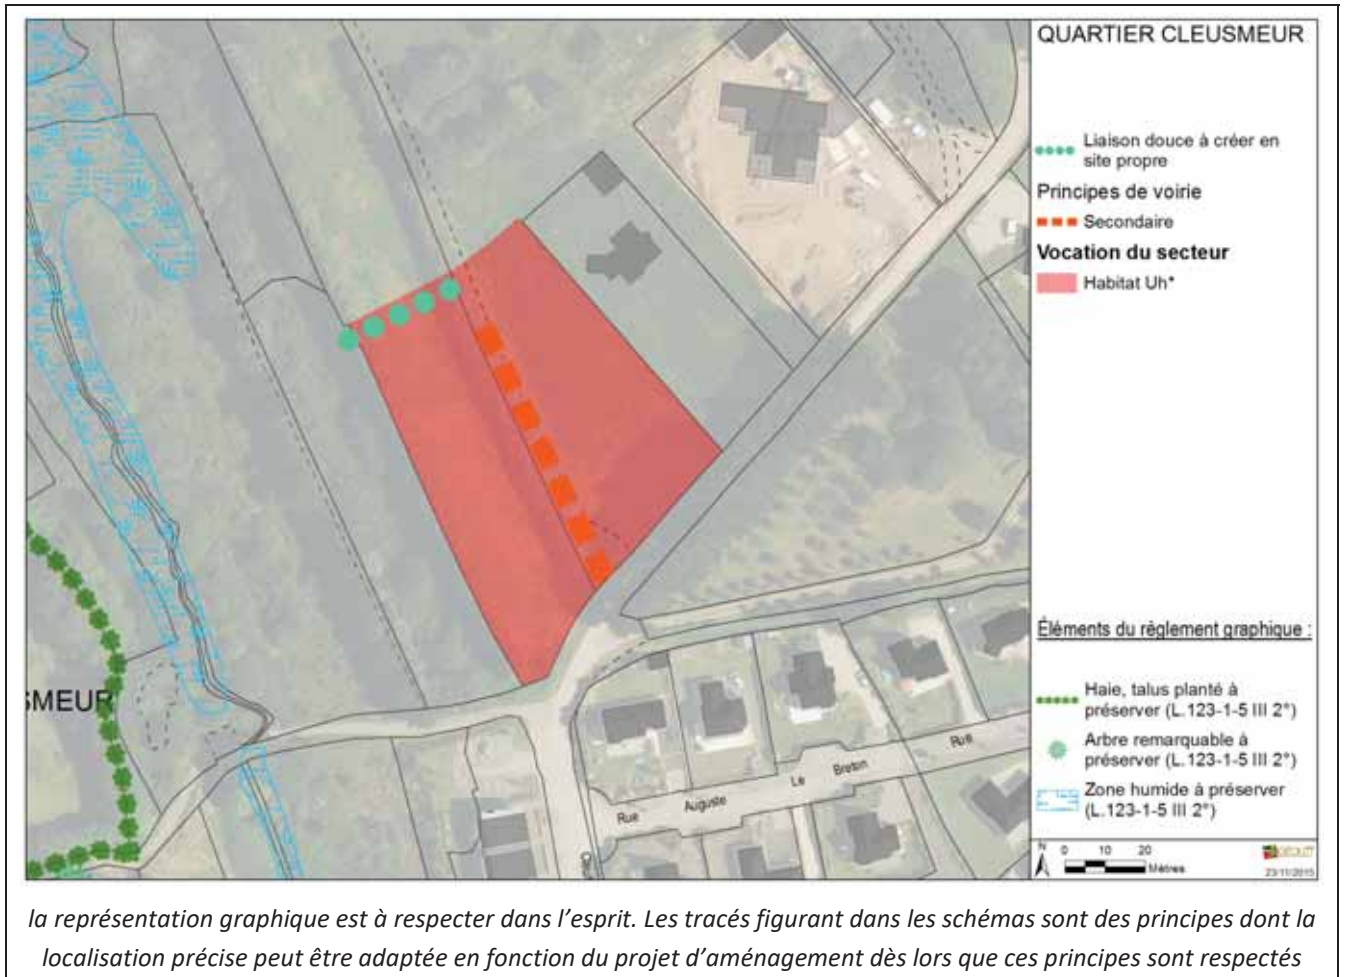 QUARTIER CLEUSMEUR
Liaison douce à créer en
site propre
Principes de voirie
Secondaire
Vocation du secteur
Habitat Uh*
Éléments du règlement graphique :
Haie, talus planté à
préserver (L.123-1-5 III 2°)
Arbre remarquable à
préserver (L.123-1-5 III 2°)
Zone humide à préserver
(L.123-1-5 III 2°)
N
0 10 20
Mètres
23/11/2015
SMEUR
Rue Auguste Le Breton
Rue
la représentation graphique est à respecter dans l'esprit. Les tracés figurant dans les schémas sont des principes dont la
localisation précise peut être adaptée en fonction du projet d'aménagement dès lors que ces principes sont respectés